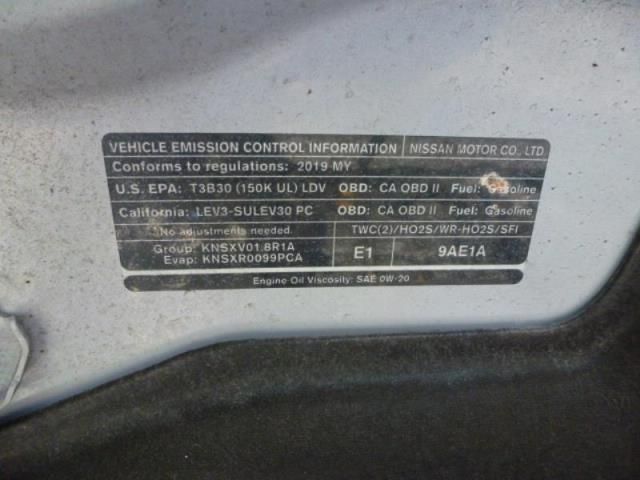 VEHICLE EMISSION CONTROL INFORMATION NISSAN MOTOR CO., LTD
Conforms to regulations: 2019 MY
U.S. EPA: T3B30 (150K UL) LDV OBD: CA OBD II Fuel: Gasoline
California: LEV3-SULEV30 PC OBD: CA OBD II Fuel: Gasoline
No adjustments needed. TWC(2)/HO2S/WR-HO2S/SFI
Group: KNSXV01.8R1A
Evap: KNSXR0099PCA E1 9AE1A
Engine Oil Viscosity: SAE 0W-20